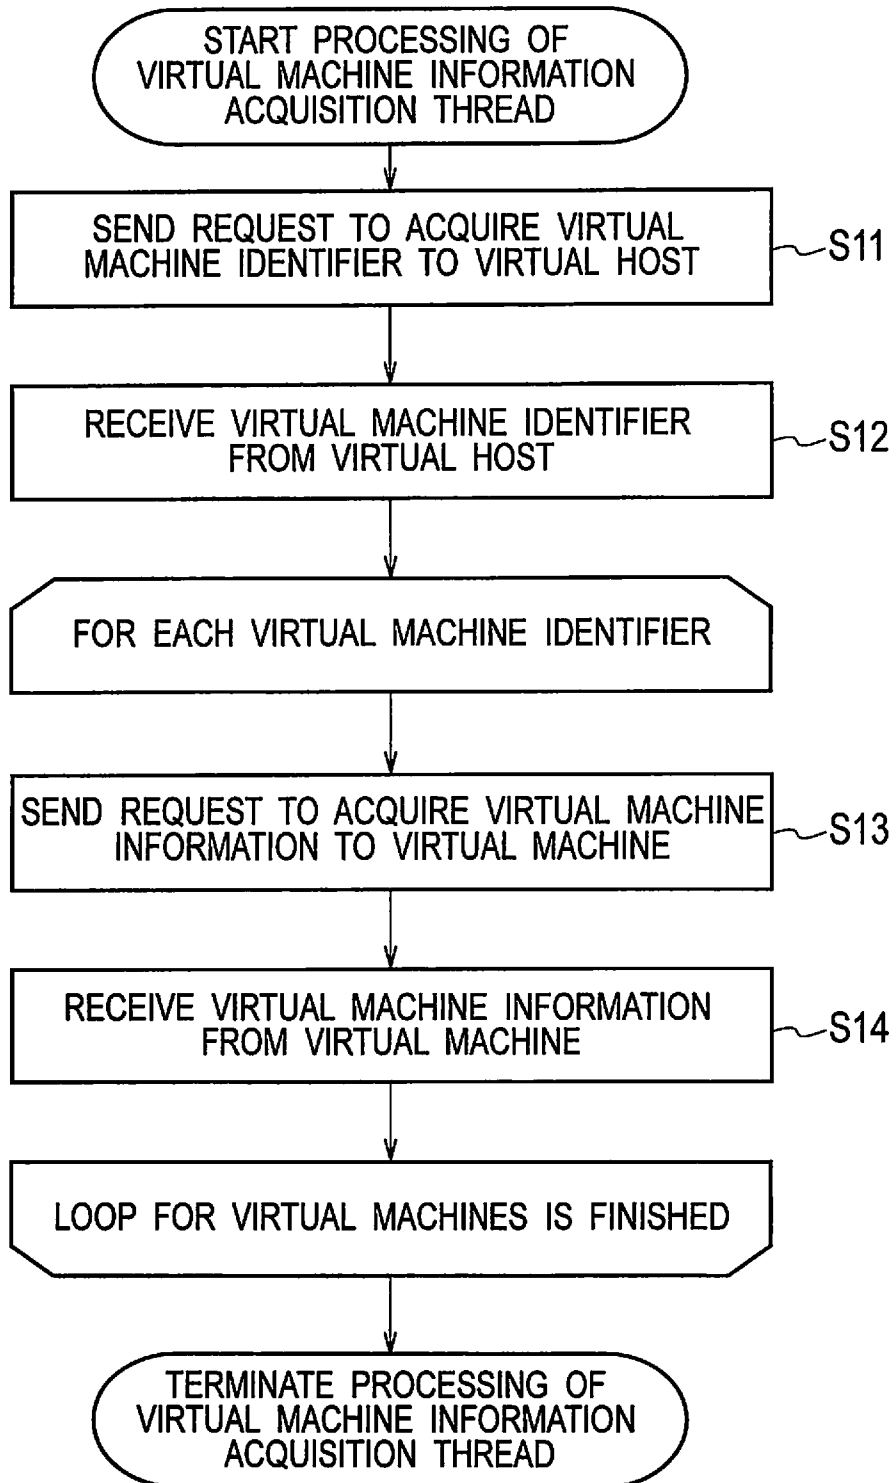 START PROCESSING OF
VIRTUAL MACHINE INFORMATION
ACQUISITION THREAD
SEND REQUEST TO ACQUIRE VIRTUAL
MACHINE IDENTIFIER TO VIRTUAL HOST
S11
RECEIVE VIRTUAL MACHINE IDENTIFIER
FROM VIRTUAL HOST
S12
FOR EACH VIRTUAL MACHINE IDENTIFIER
SEND REQUEST TO ACQUIRE VIRTUAL MACHINE
INFORMATION TO VIRTUAL MACHINE
S13
RECEIVE VIRTUAL MACHINE INFORMATION
FROM VIRTUAL MACHINE
S14
LOOP FOR VIRTUAL MACHINES IS FINISHED
TERMINATE PROCESSING OF
VIRTUAL MACHINE INFORMATION
ACQUISITION THREAD